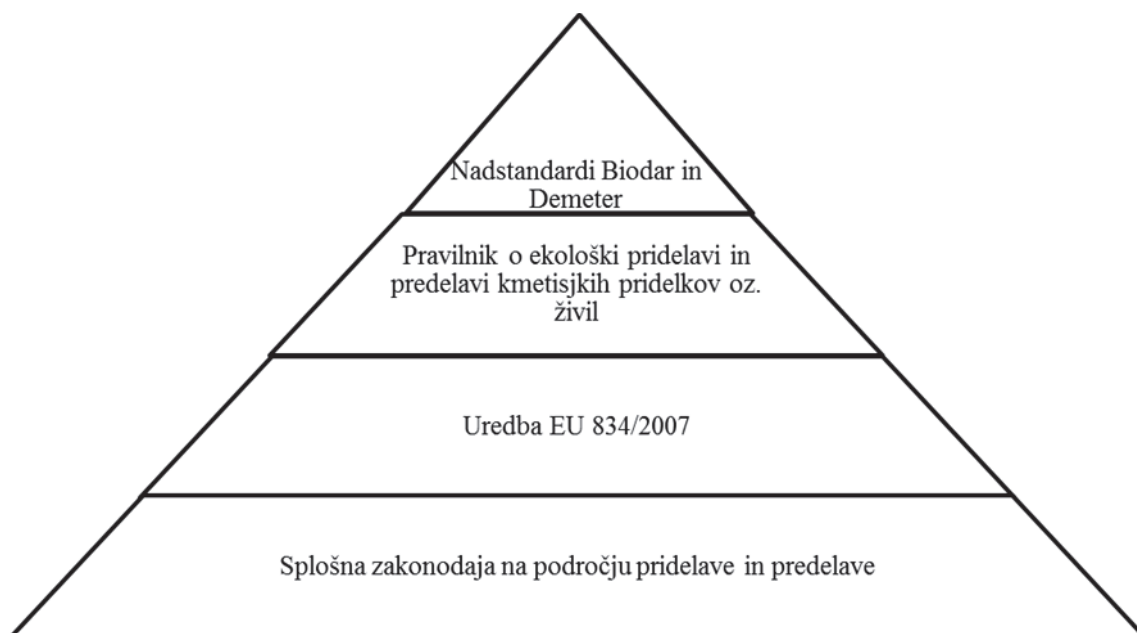 Nadstandardi Biodar in
Demeter
Pravilnik o ekološki pridelavi in
predelavi kmetisjkih pridelkov oz.
živil
Uredba EU 834/2007
Splošna zakonodaja na področju pridelave in predelave